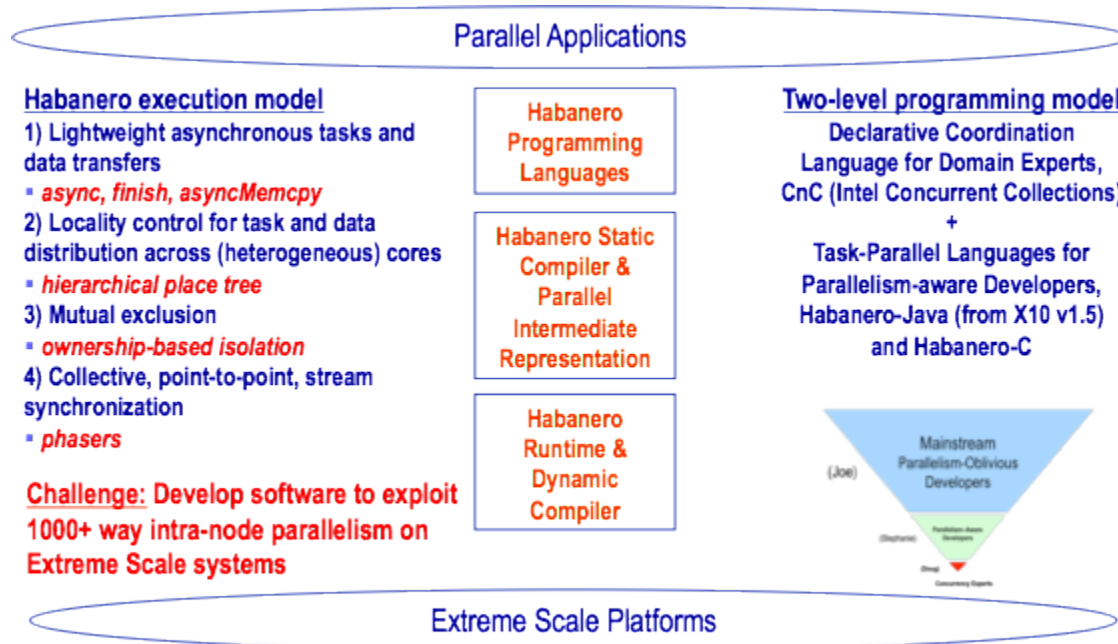 Parallel Applications
Habanero execution model
1) Lightweight asynchronous tasks and
data transfers
▪ async, finish, asyncMemcpy
2) Locality control for task and data
distribution across (heterogeneous) cores
▪ hierarchical place tree
3) Mutual exclusion
▪ ownership-based isolation
4) Collective, point-to-point, stream
synchronization
▪ phasers
Challenge: Develop software to exploit
1000+ way intra-node parallelism on
Extreme Scale systems
Habanero
Programming
Languages
Habanero Static
Compiler &
Parallel
Intermediate
Representation
Habanero
Runtime &
Dynamic
Compiler
Two-level programming model
Declarative Coordination
Language for Domain Experts,
CnC (Intel Concurrent Collections)
+
Task-Parallel Languages for
Parallelism-aware Developers,
Habanero-Java (from X10 v1.5)
and Habanero-C
Mainstream
Parallelism-Oblivious
Developers
(Joe)
Parallelism-Aware
Developers
(Stephanie)
(Doug)
Concurrency Experts
Extreme Scale Platforms